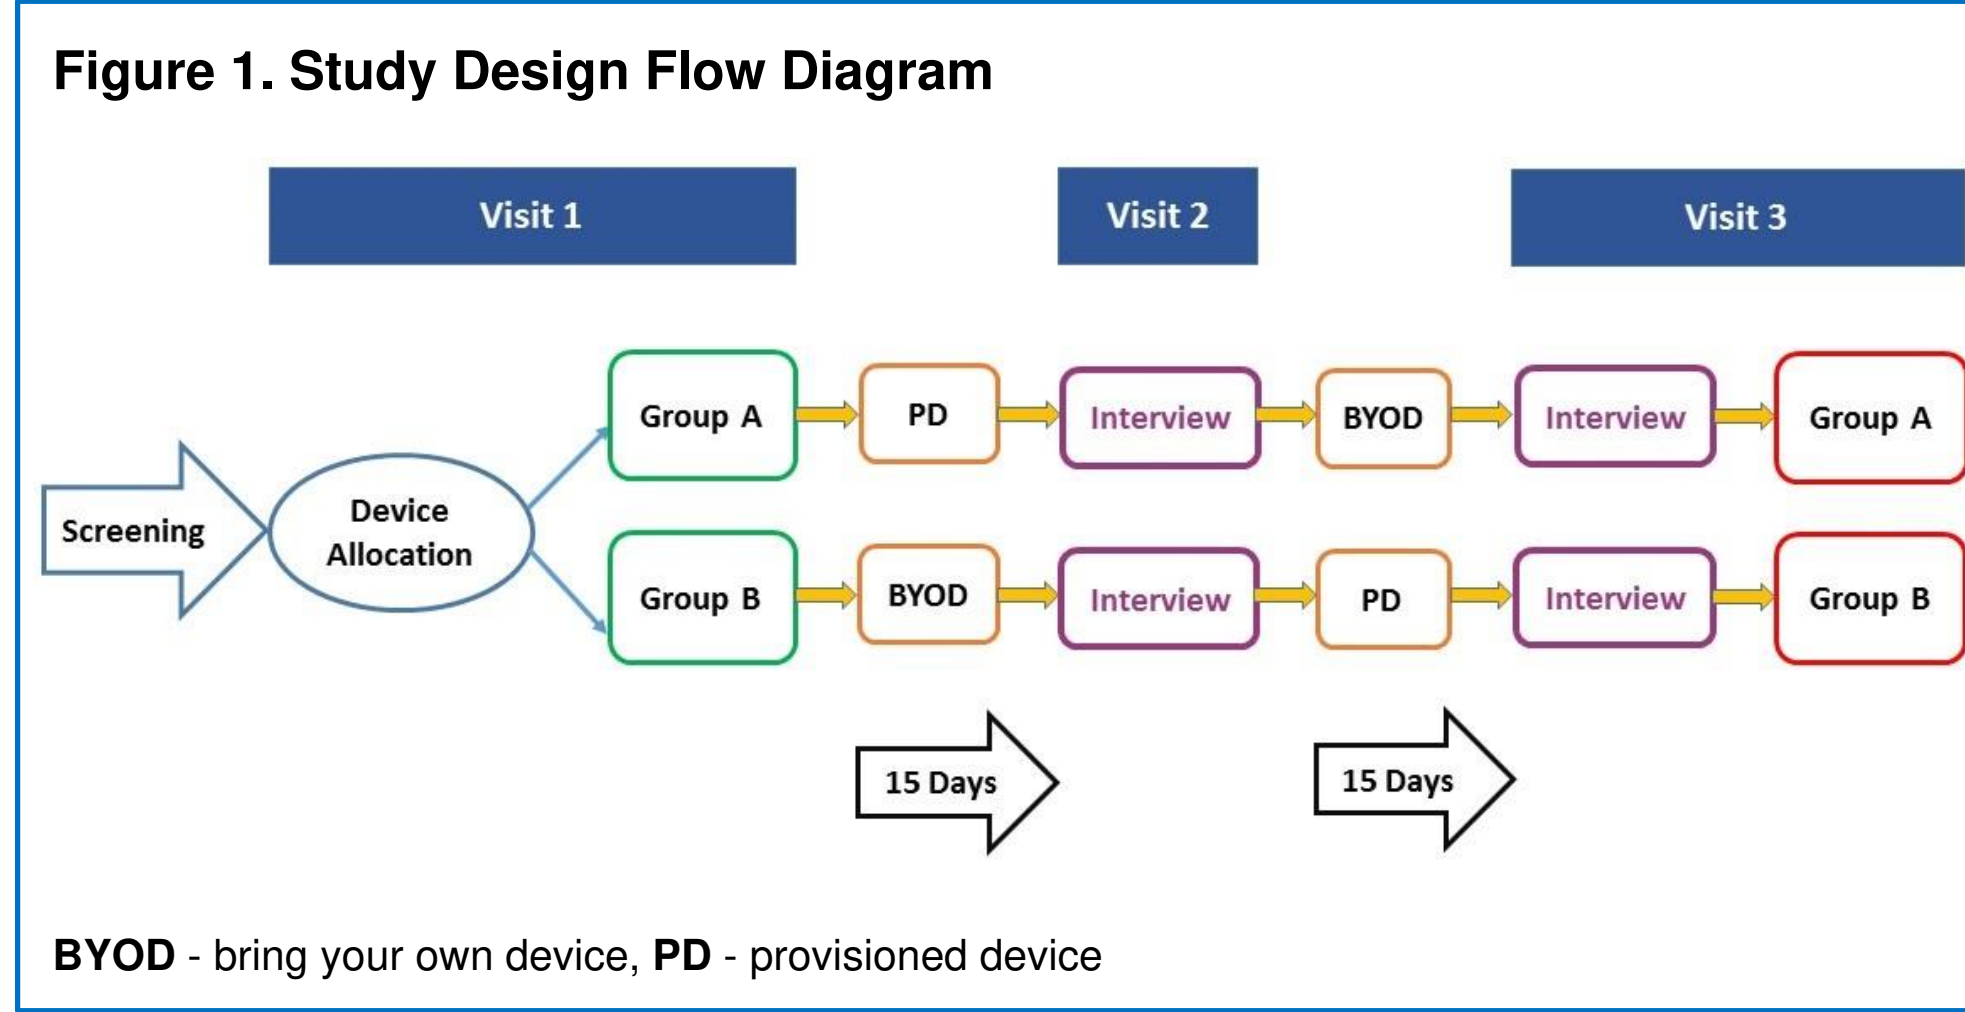 Figure 1. Study Design Flow Diagram
Visit 1
Visit 2
Visit 3
Screening
Device
Allocation
Group A
PD
Interview
BYOD
Interview
Group A
Group B
BYOD
Interview
PD
Interview
Group B
15 Days
15 Days
BYOD - bring your own device, PD - provisioned device